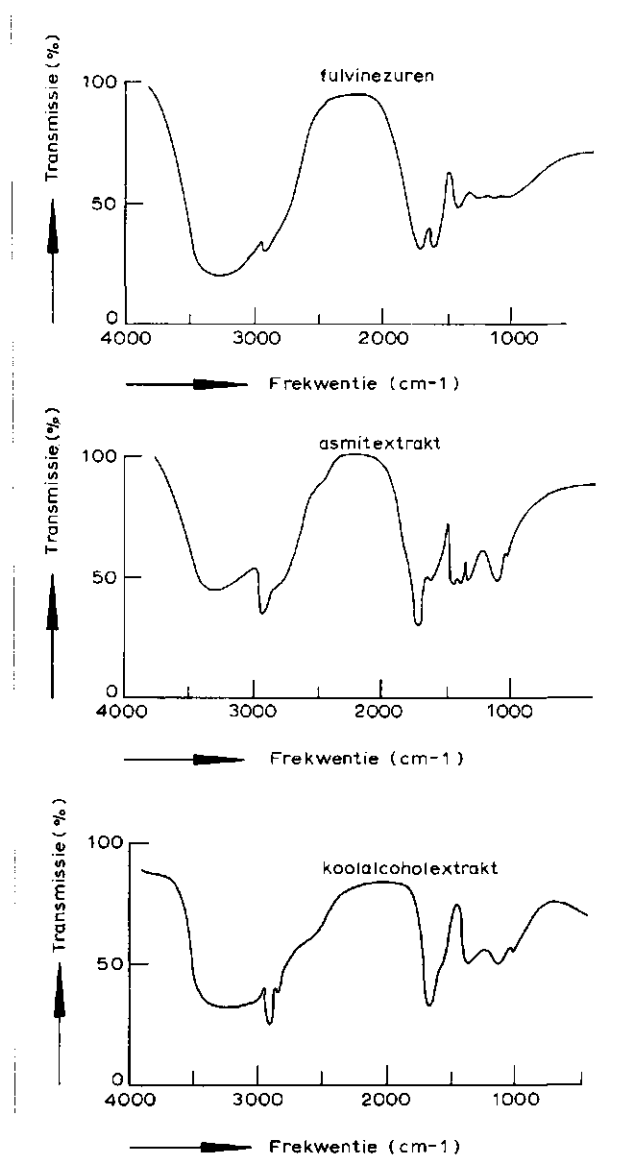 Transmissie (%)
fulvinezuren
100
50
0
4000 3000 2000 1000
Frekwentie (cm-1)
Transmissie (%)
asmitextrakt
100
50
0
4000 3000 2000 1000
Frekwentie (cm-1)
Transmissie (%)
koolalcoholextrakt
100
50
0
4000 3000 2000 1000
Frekwentie (cm-1)